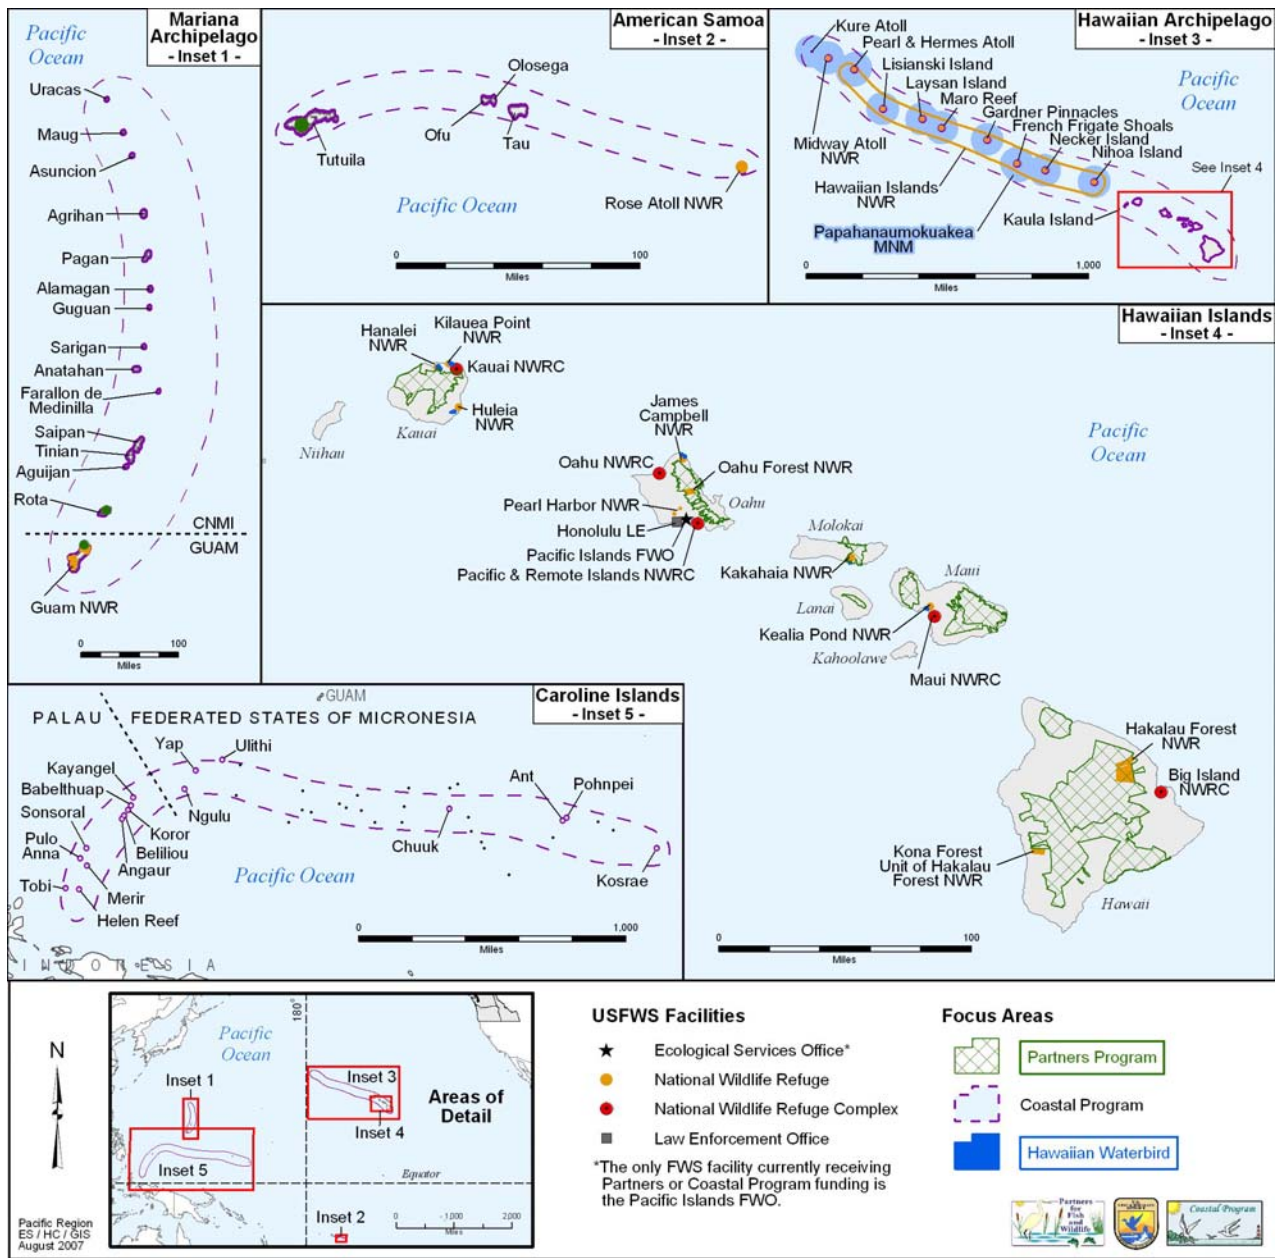 Mariana
Archipelago
- Inset 1 -
Pacific
Ocean
Uracas
Maug
Asuncion
Agrihan
Pagan
Alamagan
Guguan
Sarigan
Anatahan
Farallon de
Medinilla
Saipan
Tinian
Aguijan
Rota
CNMI
GUAM
Guam NWR
0 100
Miles
American Samoa
- Inset 2 -
Olosega
Ofu
Tau
Tutuila
Rose Atoll NWR
Pacific Ocean
0 100
Miles
Hawaiian Archipelago
- Inset 3 -
Kure Atoll
Pearl & Hermes Atoll
Lisianski Island
Laysan Island
Maro Reef
Gardner Pinnacles
French Frigate Shoals
Necker Island
Nihoa Island
Pacific
Ocean
Midway Atoll
NWR
Hawaiian Islands
NWR
See Inset 4
Kaula Island
Papahanaumokuakea
MNM
0 1,000
Miles
Hawaiian Islands
- Inset 4 -
Kilauea Point
NWR
Hanalei
NWR
Kauai NWRC
Huleia
NWR
Kauai
Niihau
James
Campbell
NWR
Oahu NWRC
Oahu Forest NWR
Pearl Harbor NWR
Oahu
Honolulu LE
Pacific Islands FWO
Pacific & Remote Islands NWRC
Pacific
Ocean
Molokai
Kakahaia NWR
Maui
Lanai
Kealia Pond NWR
Kahoolawe
Maui NWRC
Hakalau Forest
NWR
Big Island
NWRC
Kona Forest
Unit of Hakalau
Forest NWR
Hawaii
0 100
Miles
Caroline Islands
- Inset 5 -
GUAM
PALAU FEDERATED STATES OF MICRONESIA
Yap
Ulithi
Kayangel
Babelthuap
Sonsoral
Ngulu
Koror
Pulo
Anna
Beliliou
Angaur
Tobi
Merir
Helen Reef
Ant
Pohnpei
Chuuk
Kosrae
Pacific Ocean
INDONESIA
0 1,000
Miles
N
Pacific Region
ES / HC / GIS
August 2007
180°
Pacific
Ocean
Inset 1
Inset 3
Inset 4
Inset 5
Inset 2
Areas of
Detail
Equator
0 1000 2,000
Miles
USFWS Facilities
Ecological Services Office*
National Wildlife Refuge
National Wildlife Refuge Complex
Law Enforcement Office
*The only FWS facility currently receiving
Partners or Coastal Program funding is
the Pacific Islands FWO.
Focus Areas
Partners Program
Coastal Program
Hawaiian Waterbird
Partners
for
Fish
and
Wildlife
Coastal Program